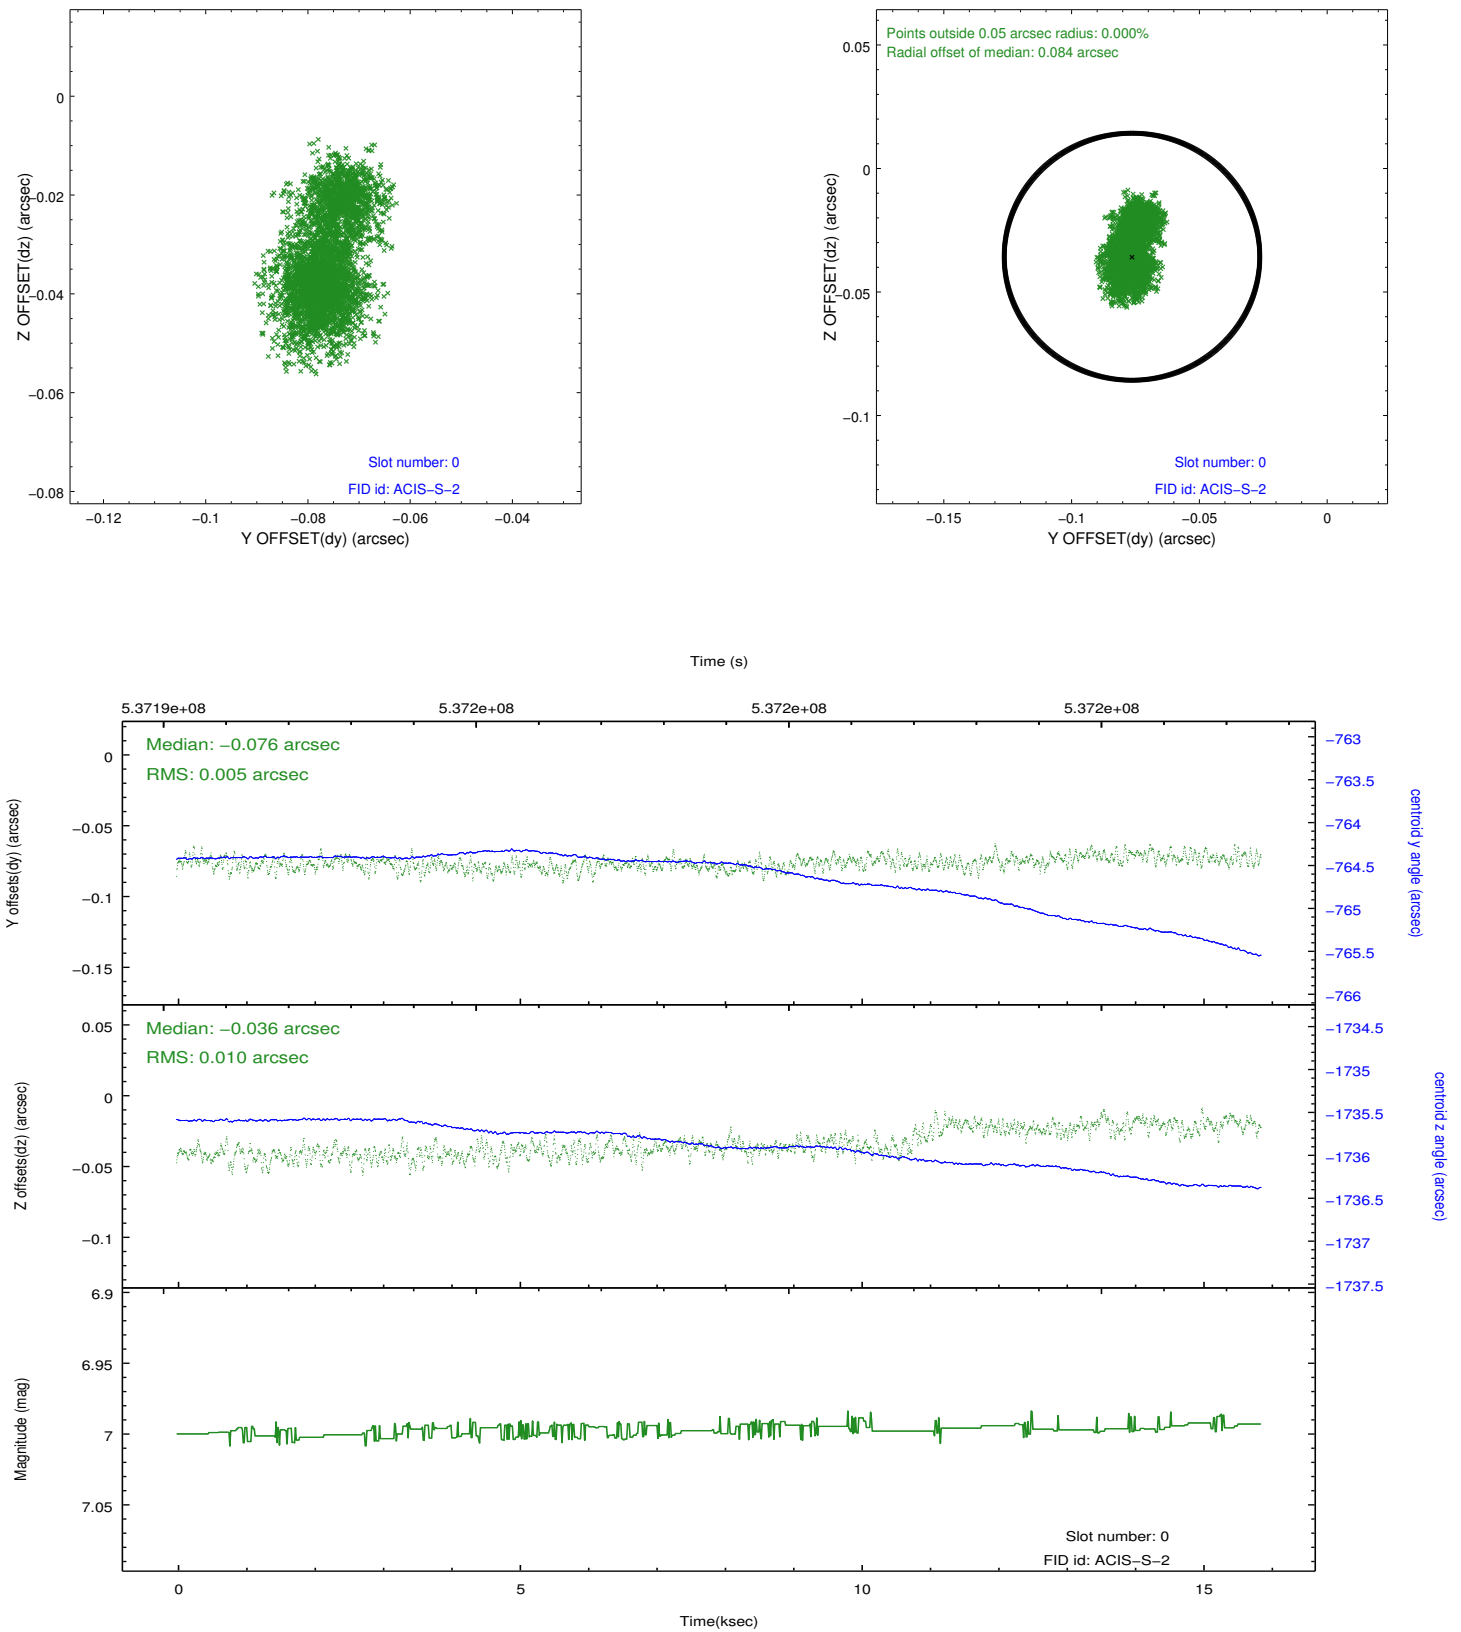 0
−0.02
−0.04
−0.06
−0.08
−0.12
−0.1
−0.08
−0.06
−0.04
Z OFFSET(dz) (arcsec)
Y OFFSET(dy) (arcsec)
Slot number: 0
FID id: ACIS−S−2
Points outside 0.05 arcsec radius: 0.000%
Radial offset of median: 0.084 arcsec
0.05
0
−0.05
−0.1
−0.15
−0.1
−0.05
0
Z OFFSET(dz) (arcsec)
Y OFFSET(dy) (arcsec)
Slot number: 0
FID id: ACIS−S−2
Time (s)
5.3719e+08
5.372e+08
5.372e+08
5.372e+08
Median: −0.076 arcsec
RMS: 0.005 arcsec
0
−0.05
−0.1
−0.15
Y offsets(dy) (arcsec)
−763
−763.5
−764
−764.5
−765
−765.5
−766
centroid y angle (arcsec)
Median: −0.036 arcsec
RMS: 0.010 arcsec
0.05
0
−0.05
−0.1
Z offsets(dz) (arcsec)
−1734.5
−1735
−1735.5
−1736
−1736.5
−1737
−1737.5
centroid z angle (arcsec)
6.9
6.95
7
7.05
Magnitude (mag)
Slot number: 0
FID id: ACIS−S−2
0
5
10
15
Time(ksec)